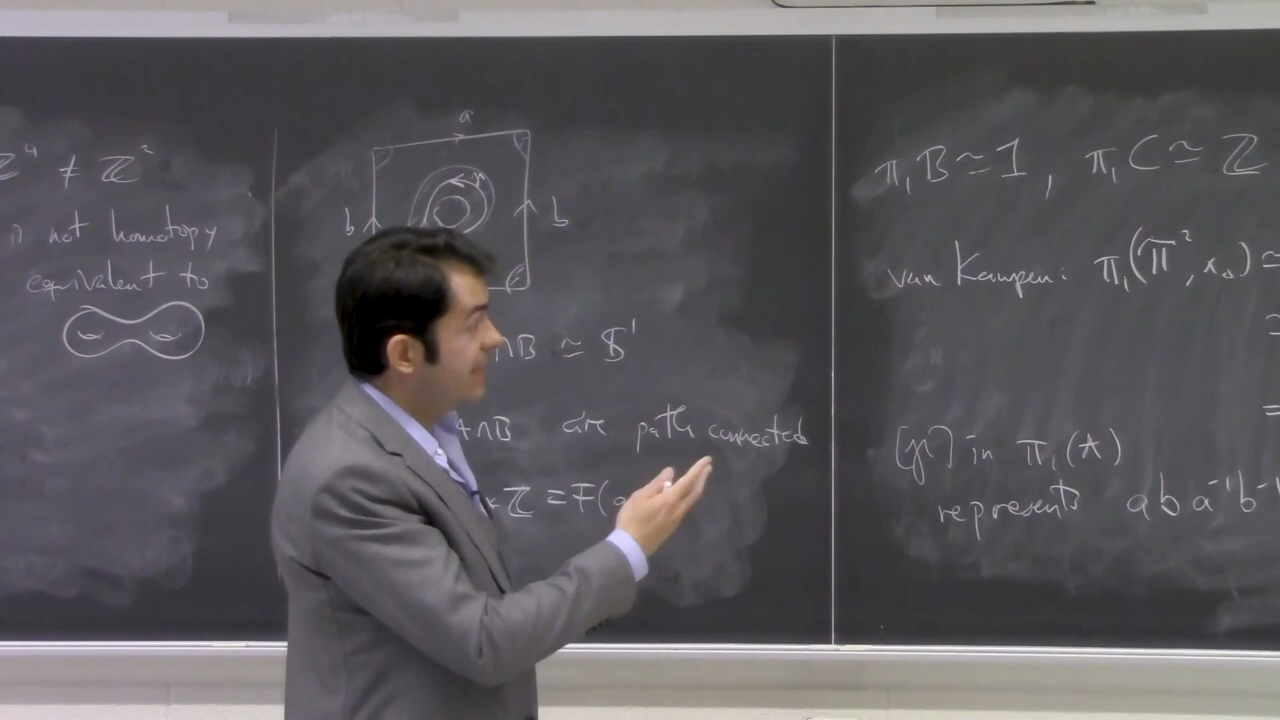 ℤ⁴ ≠ ℤ²
is not homotopy
equivalent to
a
b b
γ
∩B ≃ S¹
A∩B are path connected
* ℤ = F(a
π₁B ≃ 1, π₁C ≃ ℤ
van Kampen: π₁(𝕋², x₀) ≃
=
=
[γ] in π₁(A)
represents aba⁻¹b⁻¹